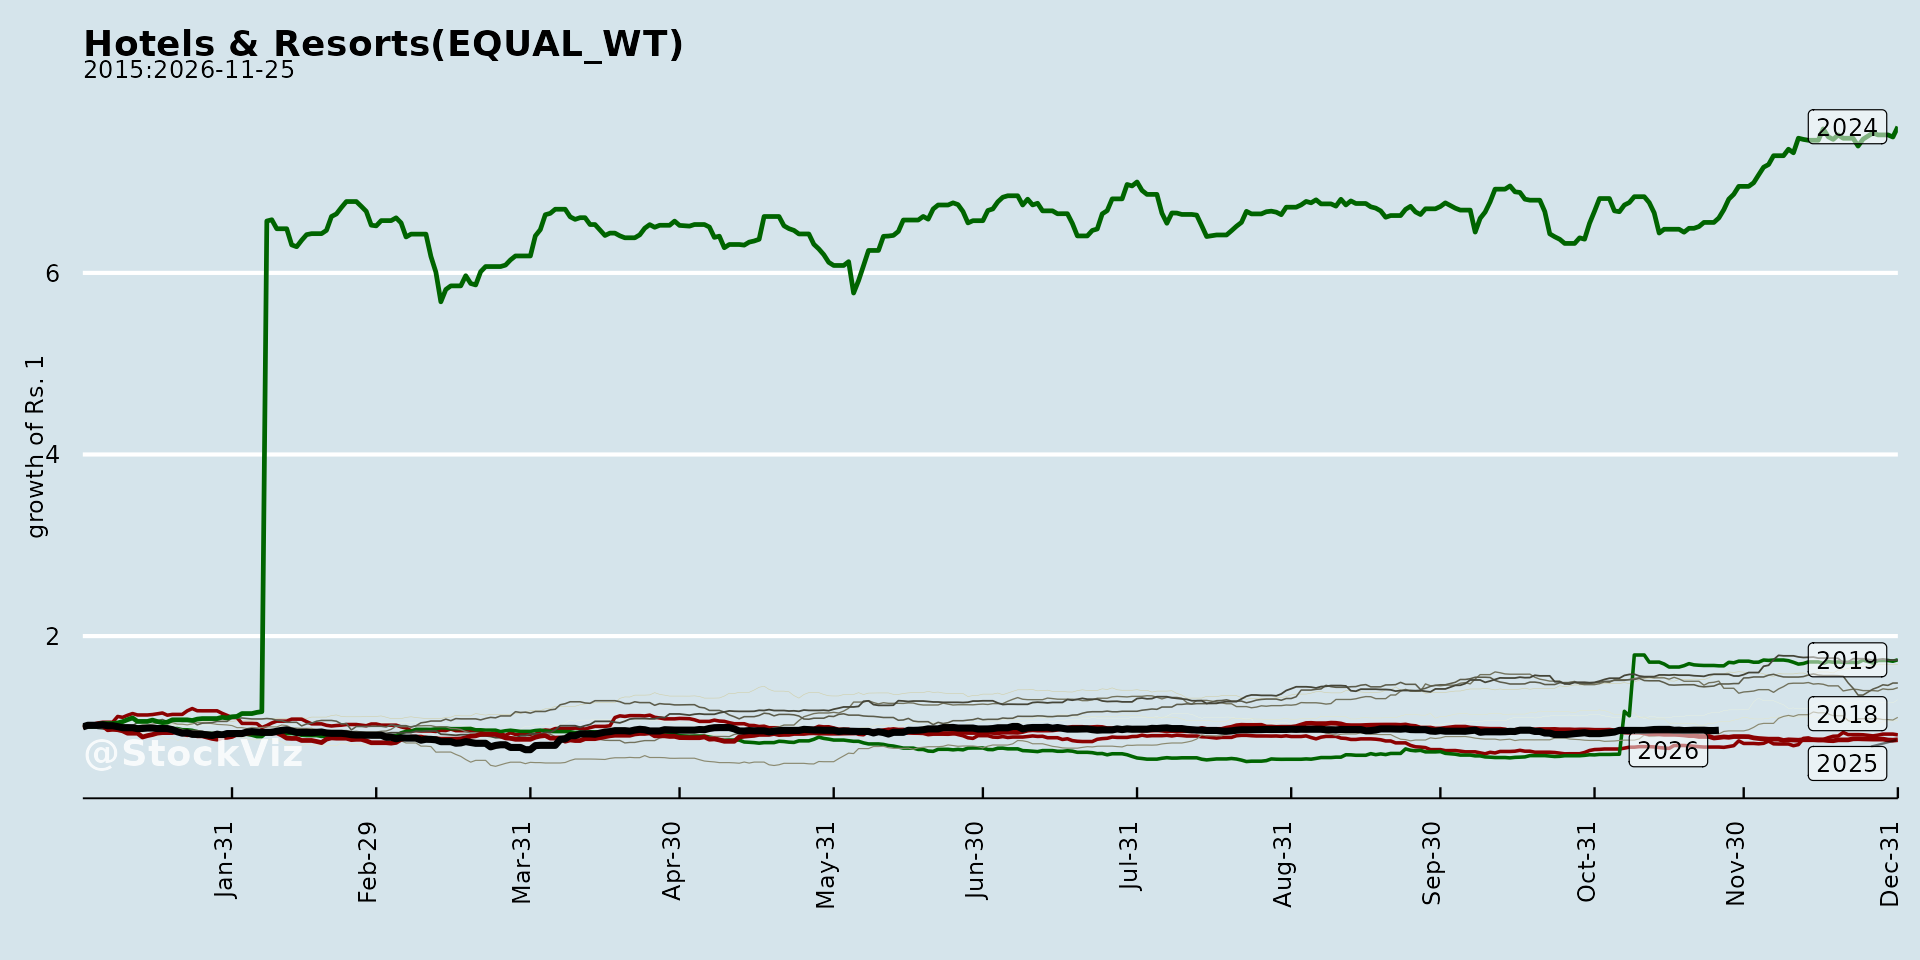 Hotels & Resorts(EQUAL_WT)
2015:2026-11-25
growth of Rs. 1
6
4
2
2024
2019
2018
2026
2025
@StockViz
Jan-31
Feb-29
Mar-31
Apr-30
May-31
Jun-30
Jul-31
Aug-31
Sep-30
Oct-31
Nov-30
Dec-31